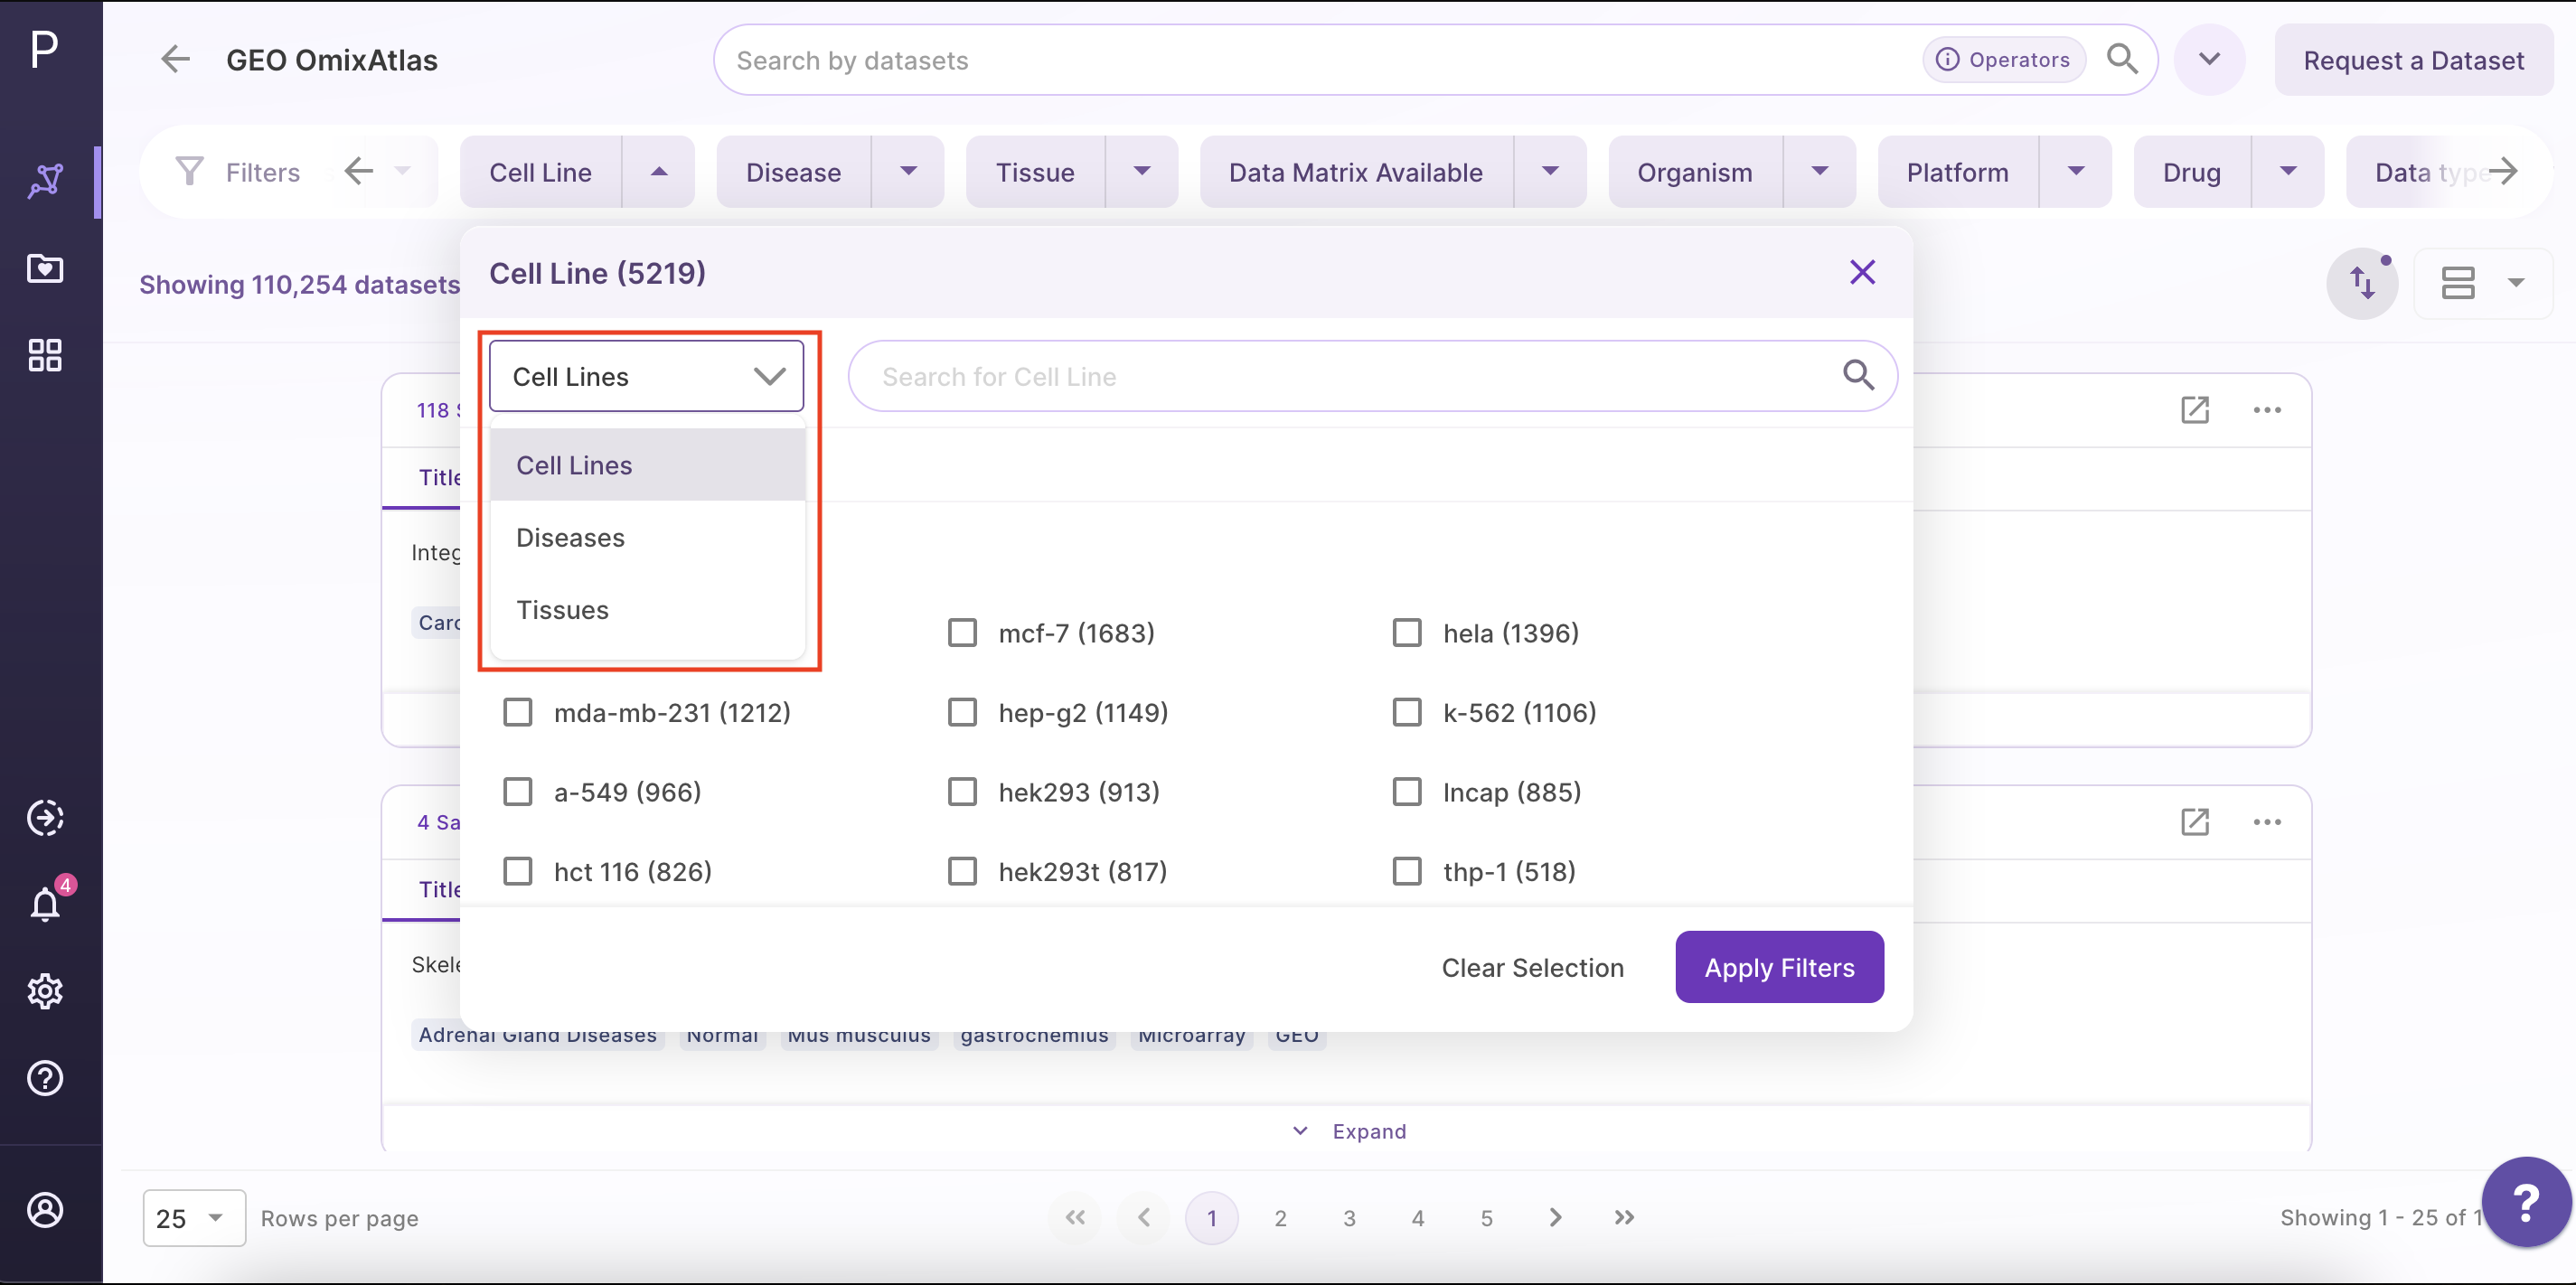 P
GEO OmixAtlas
Search by datasets
Operators
Request a Dataset
Filters
Cell Line
Disease
Tissue
Data Matrix Available
Organism
Platform
Drug
Data type
Showing 110,254 datasets
Cell Line (5219)
Cell Lines
Search for Cell Line
Cell Lines
Diseases
Tissues
118 S
Title
Integ
Carc
mcf-7 (1683)
hela (1396)
mda-mb-231 (1212)
hep-g2 (1149)
k-562 (1106)
a-549 (966)
hek293 (913)
lncap (885)
hct 116 (826)
hek293t (817)
thp-1 (518)
4 Sa
Title
Skele
Clear Selection
Apply Filters
Adrenal Gland Diseases
Normal
Mus musculus
gastrochemius
Microarray
GEO
Expand
4
25
Rows per page
1
2
3
4
5
Showing 1 - 25 of 1
?